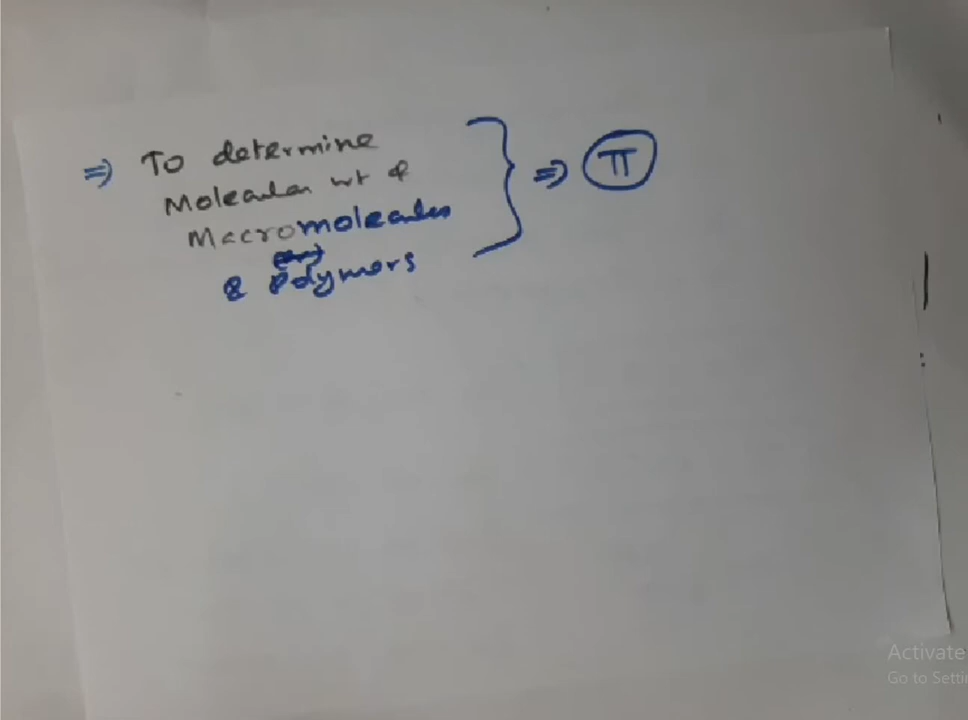 ⇒ To determine
Molecular wt of
Macromolecules
& Polymers
⇒ π
Activate
Go to Setti